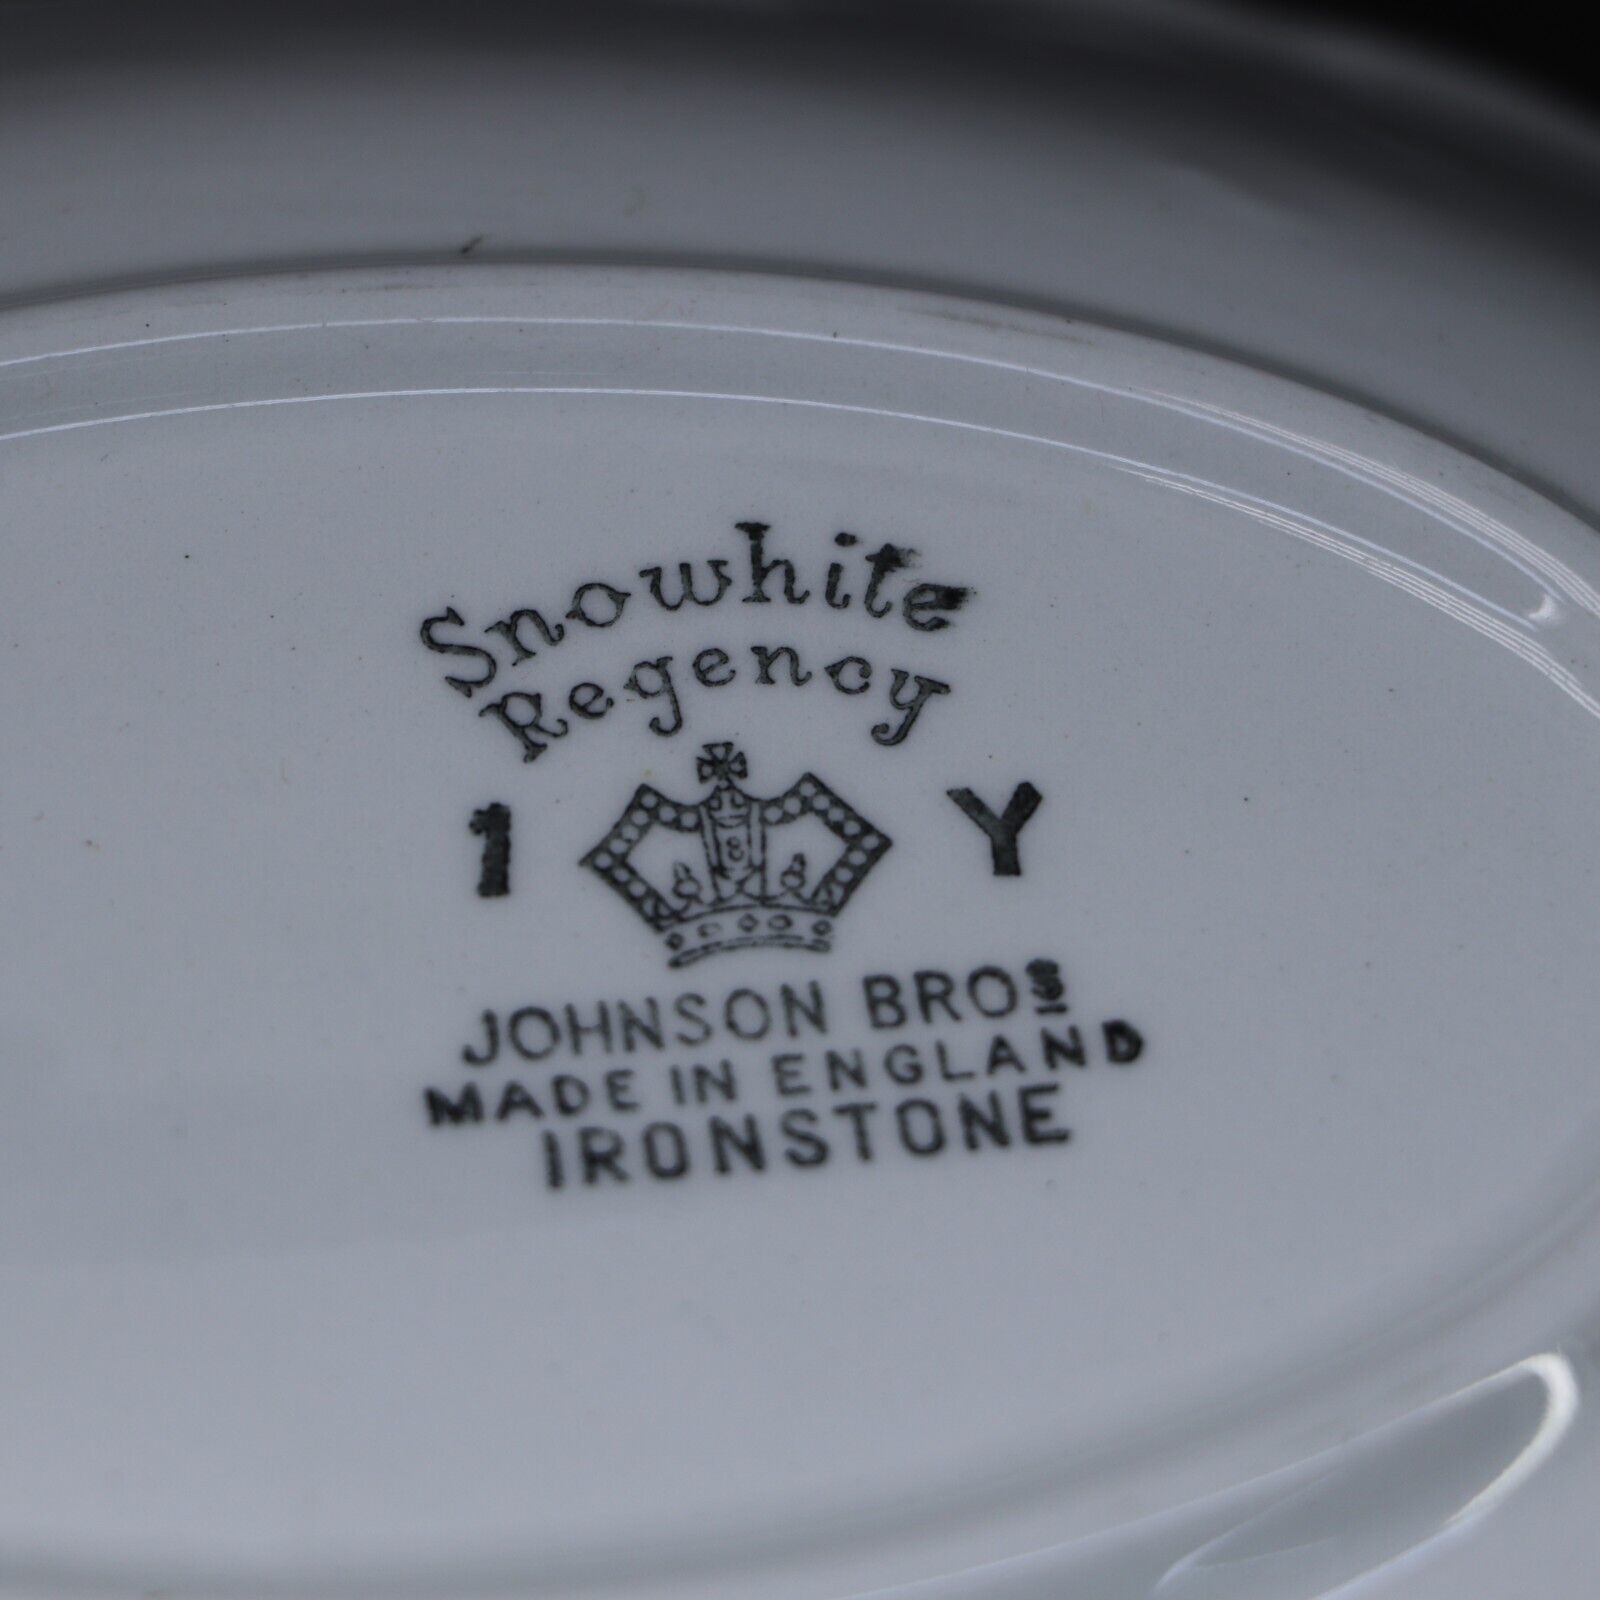 Snowhite
Regency
1 Y
JOHNSON BROS
MADE IN ENGLAND
IRONSTONE